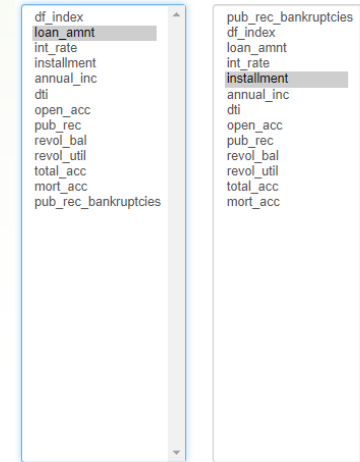 df_index
loan_amnt
int_rate
installment
annual_inc
dti
open_acc
pub_rec
revol_bal
revol_util
total_acc
mort_acc
pub_rec_bankruptcies
pub_rec_bankruptcies
df_index
loan_amnt
int_rate
installment
annual_inc
dti
open_acc
pub_rec
revol_bal
revol_util
total_acc
mort_acc